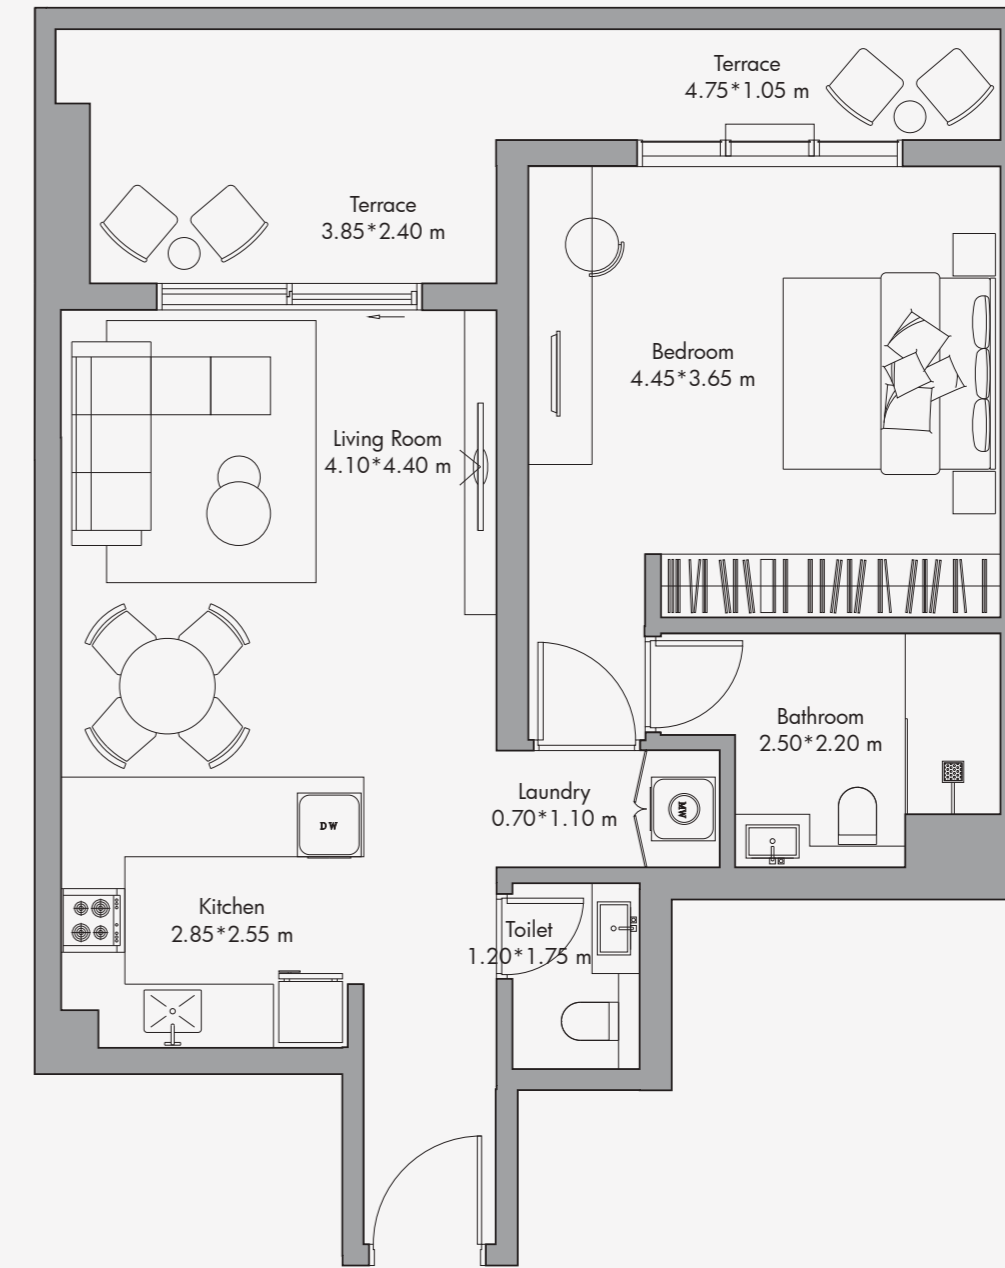 Terrace
4.75*1.05 m
Terrace
3.85*2.40 m
Bedroom
4.45*3.65 m
Living Room
4.10*4.40 m
Bathroom
2.50*2.20 m
Laundry
0.70*1.10 m
MW
DW
Kitchen
2.85*2.55 m
Toilet
1.20*1.75 m